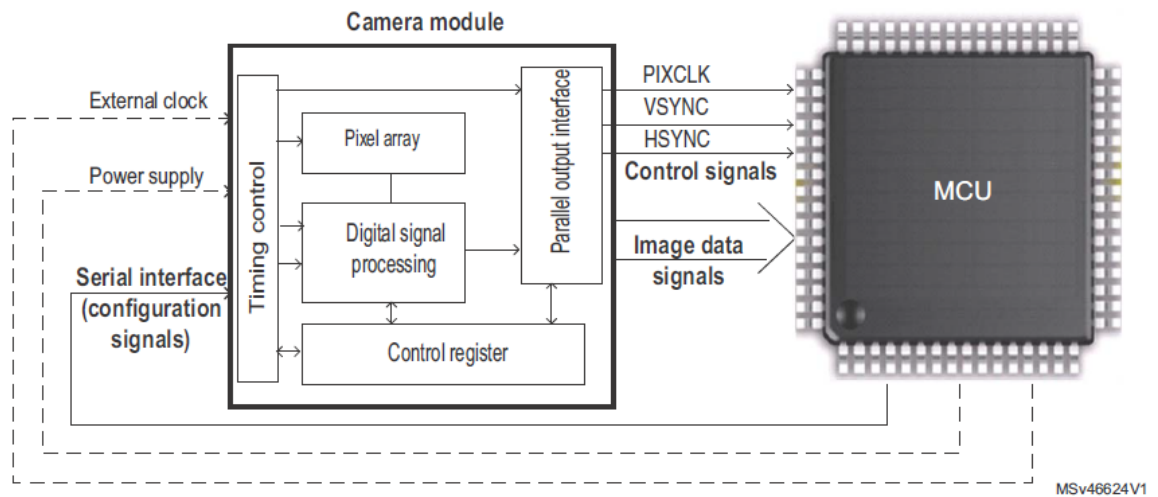 Camera module
External clock
Power supply
Serial interface
(configuration
signals)
Timing control
Pixel array
Digital signal
processing
Control register
Parallel output interface
PIXCLK
VSYNC
HSYNC
Control signals
Image data
signals
MCU
MSv46624V1